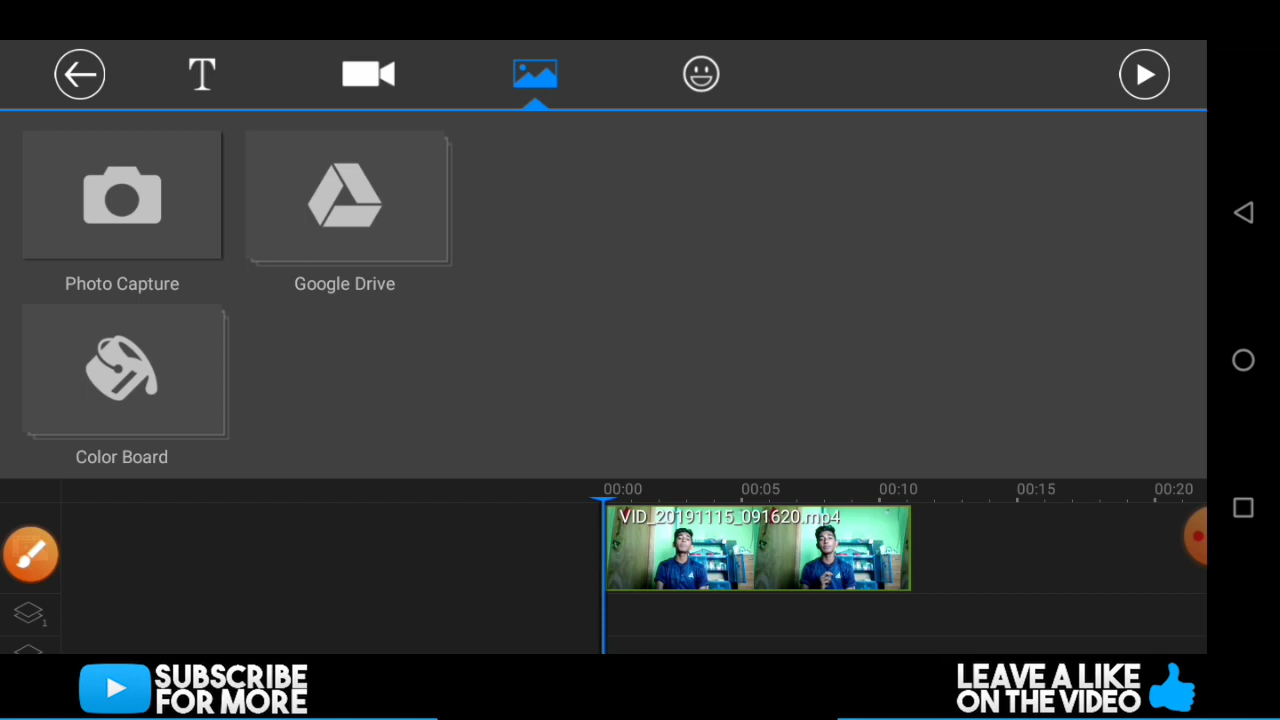 T
Photo Capture
Google Drive
Color Board
00:00
00:05
00:10
00:15
00:20
VID_20191115_091620.mp4
1
SUBSCRIBE
FOR MORE
LEAVE A LIKE
ON THE VIDEO